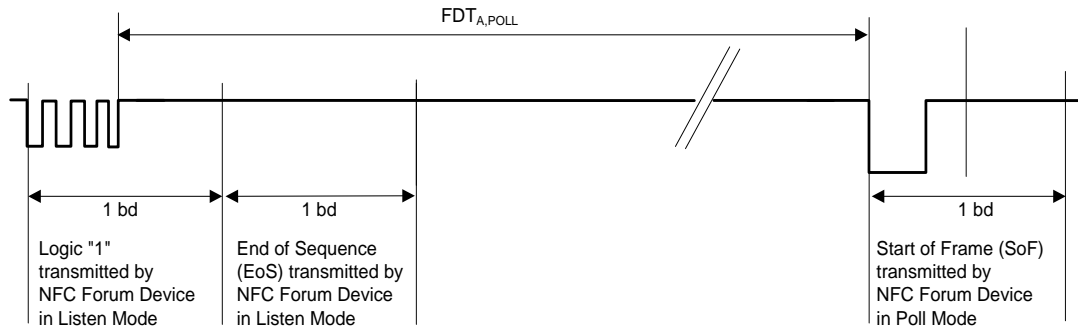 FDTA,POLL
1 bd
1 bd
1 bd
Logic "1"
transmitted by
NFC Forum Device
in Listen Mode
End of Sequence
(EoS) transmitted by
NFC Forum Device
in Listen Mode
Start of Frame (SoF)
transmitted by
NFC Forum Device
in Poll Mode